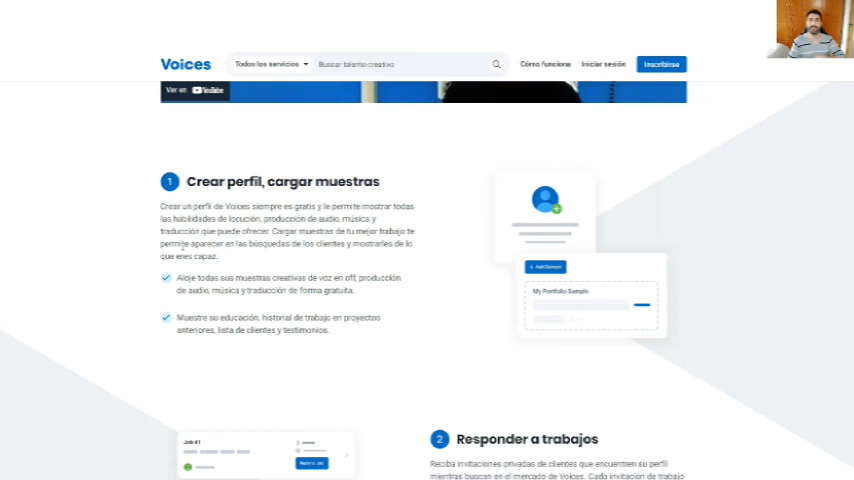 Voices
Todos los servicios
Buscar talento creativo
Cómo funciona
Iniciar sesión
Inscribirse
Ver en YouTube
1
Crear perfil, cargar muestras
Crear un perfil de Voices siempre es gratis y le permite mostrar todas
las habilidades de locución, producción de audio, música y
traducción que puede ofrecer. Cargar muestras de tu mejor trabajo te
permite aparecer en las búsquedas de los clientes y mostrarles de lo
que eres capaz.
Aloje todas sus muestras creativas de voz en off, producción
de audio, música y traducción de forma gratuita.
Muestre su educación, historial de trabajo en proyectos
anteriores, lista de clientes y testimonios.
+ Add Sample
My Portfolio Sample
Job #1
2
Responder a trabajos
Reciba invitaciones privadas de clientes que encuentren su perfil
mientras buscan en el mercado de Voices. Cada invitación de trabajo